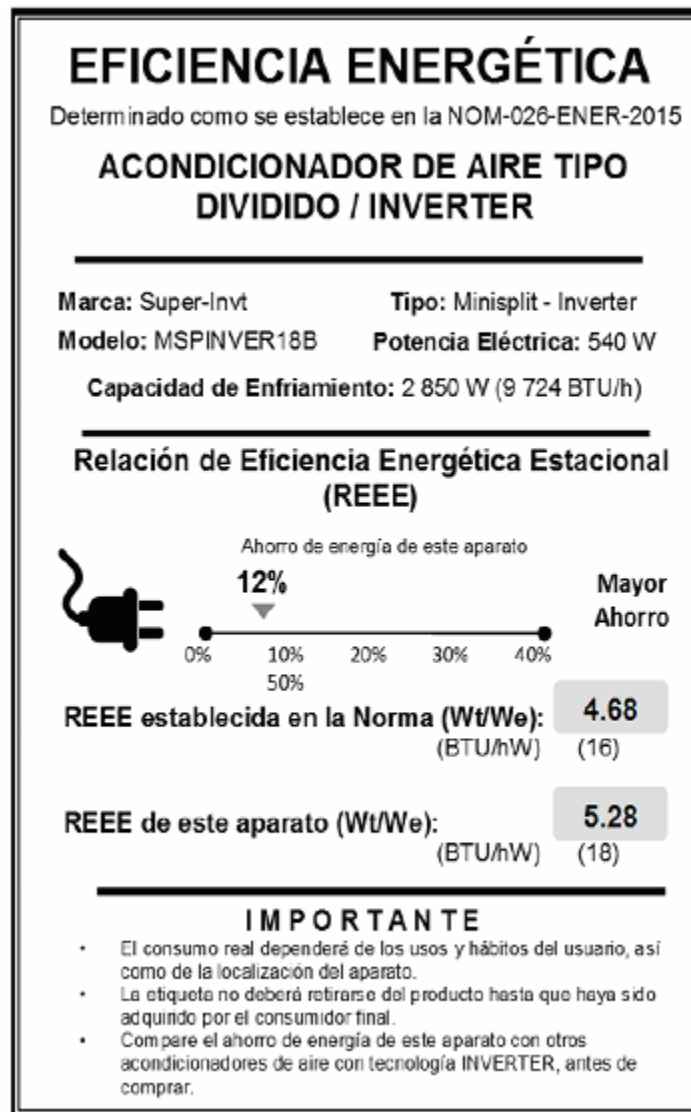 EFICIENCIA ENERGÉTICA
Determinado como se establece en la NOM-026-ENER-2015
ACONDICIONADOR DE AIRE TIPO
DIVIDIDO / INVERTER
Marca: Super-Invt Tipo: Minisplit - Inverter
Modelo: MSPINVER18B Potencia Eléctrica: 540 W
Capacidad de Enfriamiento: 2 850 W (9 724 BTU/h)
Relación de Eficiencia Energética Estacional
(REEE)
Ahorro de energía de este aparato
12%
Mayor
Ahorro
0% 10% 20% 30% 40%
50%
REEE establecida en la Norma (Wt/We): 4.68
(BTU/hW) (16)
REEE de este aparato (Wt/We): 5.28
(BTU/hW) (18)
IMPORTANTE
• El consumo real dependerá de los usos y hábitos del usuario, así
como de la localización del aparato.
• La etiqueta no deberá retirarse del producto hasta que haya sido
adquirido por el consumidor final.
• Compare el ahorro de energía de este aparato con otros
acondicionadores de aire con tecnología INVERTER, antes de
comprar.